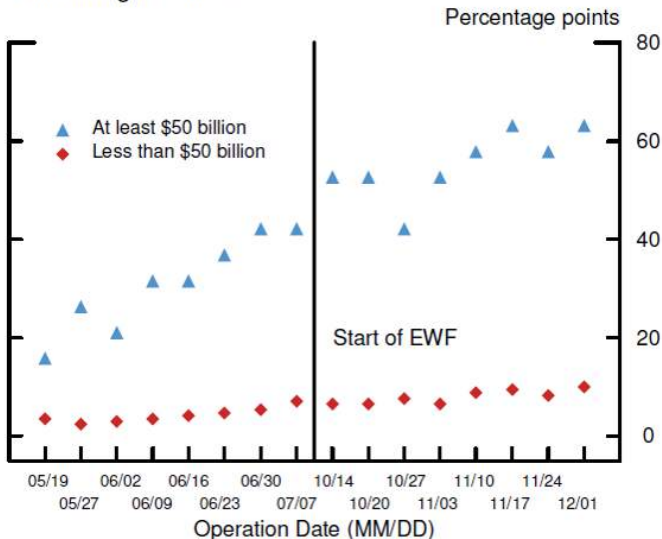 Percentage points
80
At least $50 billion
Less than $50 billion
60
40
Start of EWF
20
0
05/19 06/02 06/16 06/30 10/14 10/27 11/10 11/24
05/27 06/09 06/23 07/07 10/20 11/03 11/17 12/01
Operation Date (MM/DD)